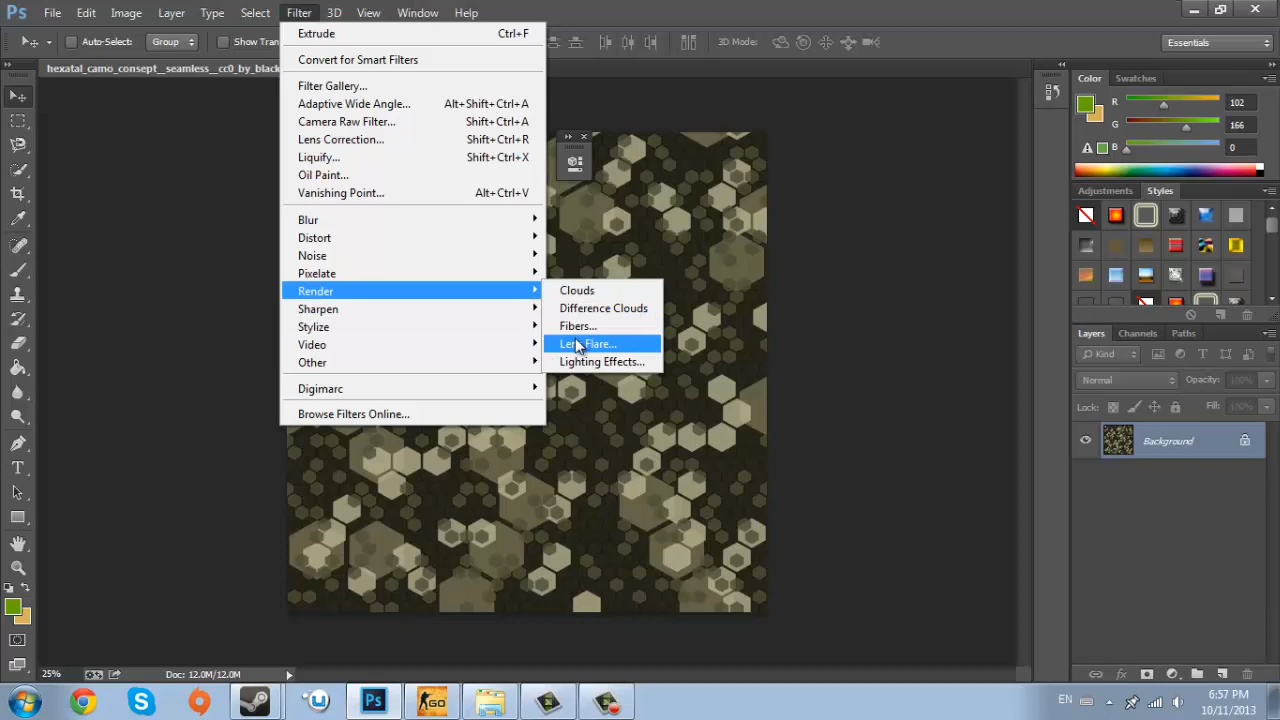 Ps File Edit Image Layer Type Select Filter 3D View Window Help
Auto-Select: Group Show Tran 3D Mode: Essentials
hexatal_camo_consept__seamless__cc0_by_black
Extrude Ctrl+F
Convert for Smart Filters
Filter Gallery...
Adaptive Wide Angle... Alt+Shift+Ctrl+A
Camera Raw Filter... Shift+Ctrl+A
Lens Correction... Shift+Ctrl+R
Liquify... Shift+Ctrl+X
Oil Paint...
Vanishing Point... Alt+Ctrl+V
Blur
Distort
Noise
Pixelate
Render
Sharpen
Stylize
Video
Other
Digimarc
Browse Filters Online...
Clouds
Difference Clouds
Fibers...
Lens Flare...
Lighting Effects...
Color Swatches
R 102
G 166
B 0
Adjustments Styles
Layers Channels Paths
Kind
Normal Opacity: 100%
Lock: Fill: 100%
Background
25% Doc: 12.0M/12.0M
Ps GO EN 6:57 PM
10/11/2013